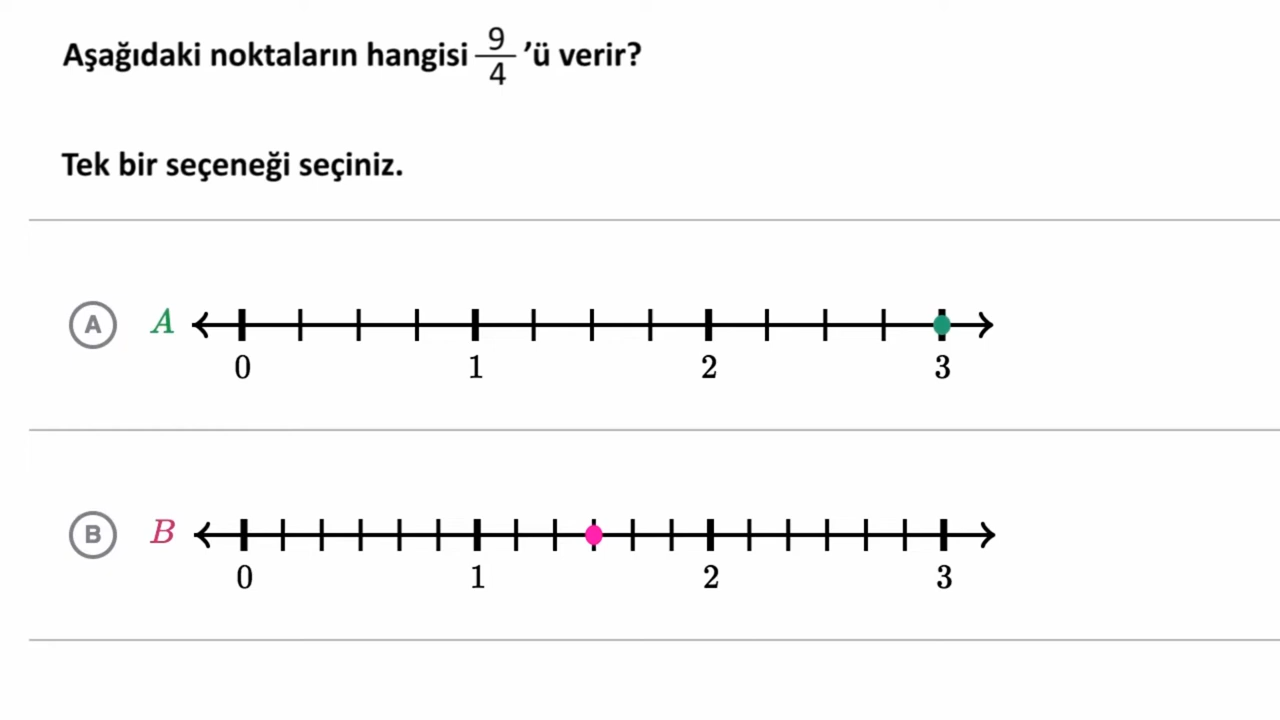 Aşağıdaki noktaların hangisi 9/4 'ü verir?
Tek bir seçeneği seçiniz.
A A
0 1 2 3
B B
0 1 2 3